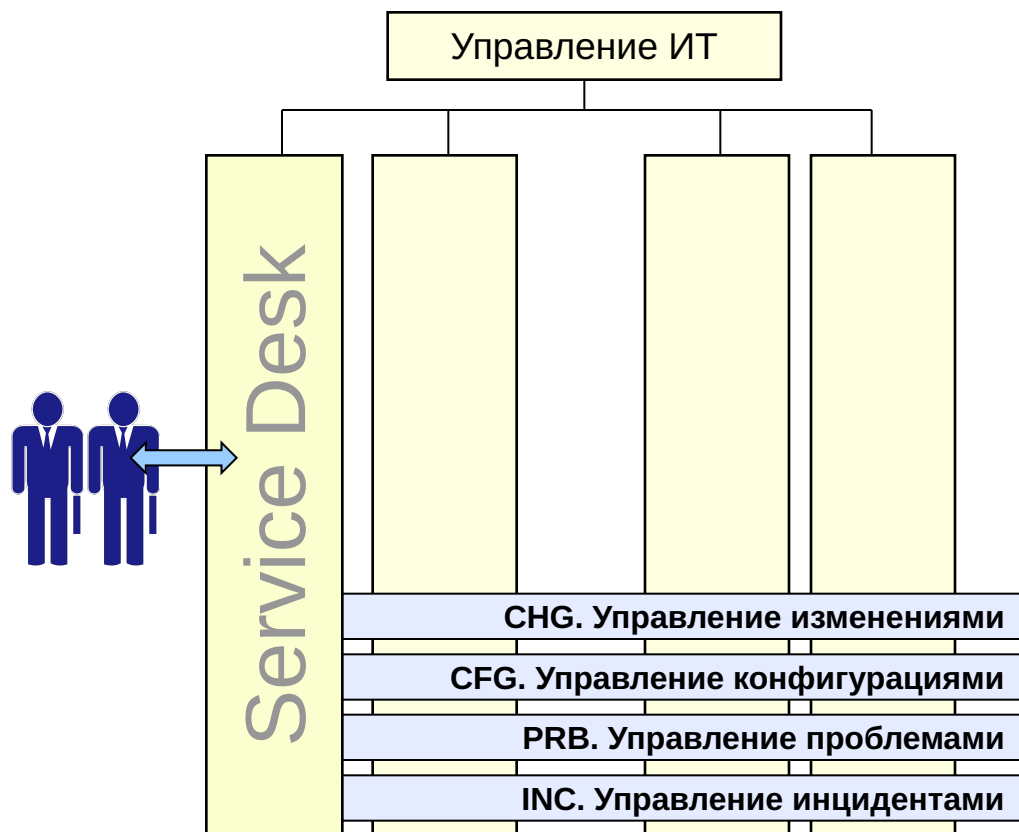 Управление ИТ
Service Desk
CHG. Управление изменениями
CFG. Управление конфигурациями
PRB. Управление проблемами
INC. Управление инцидентами